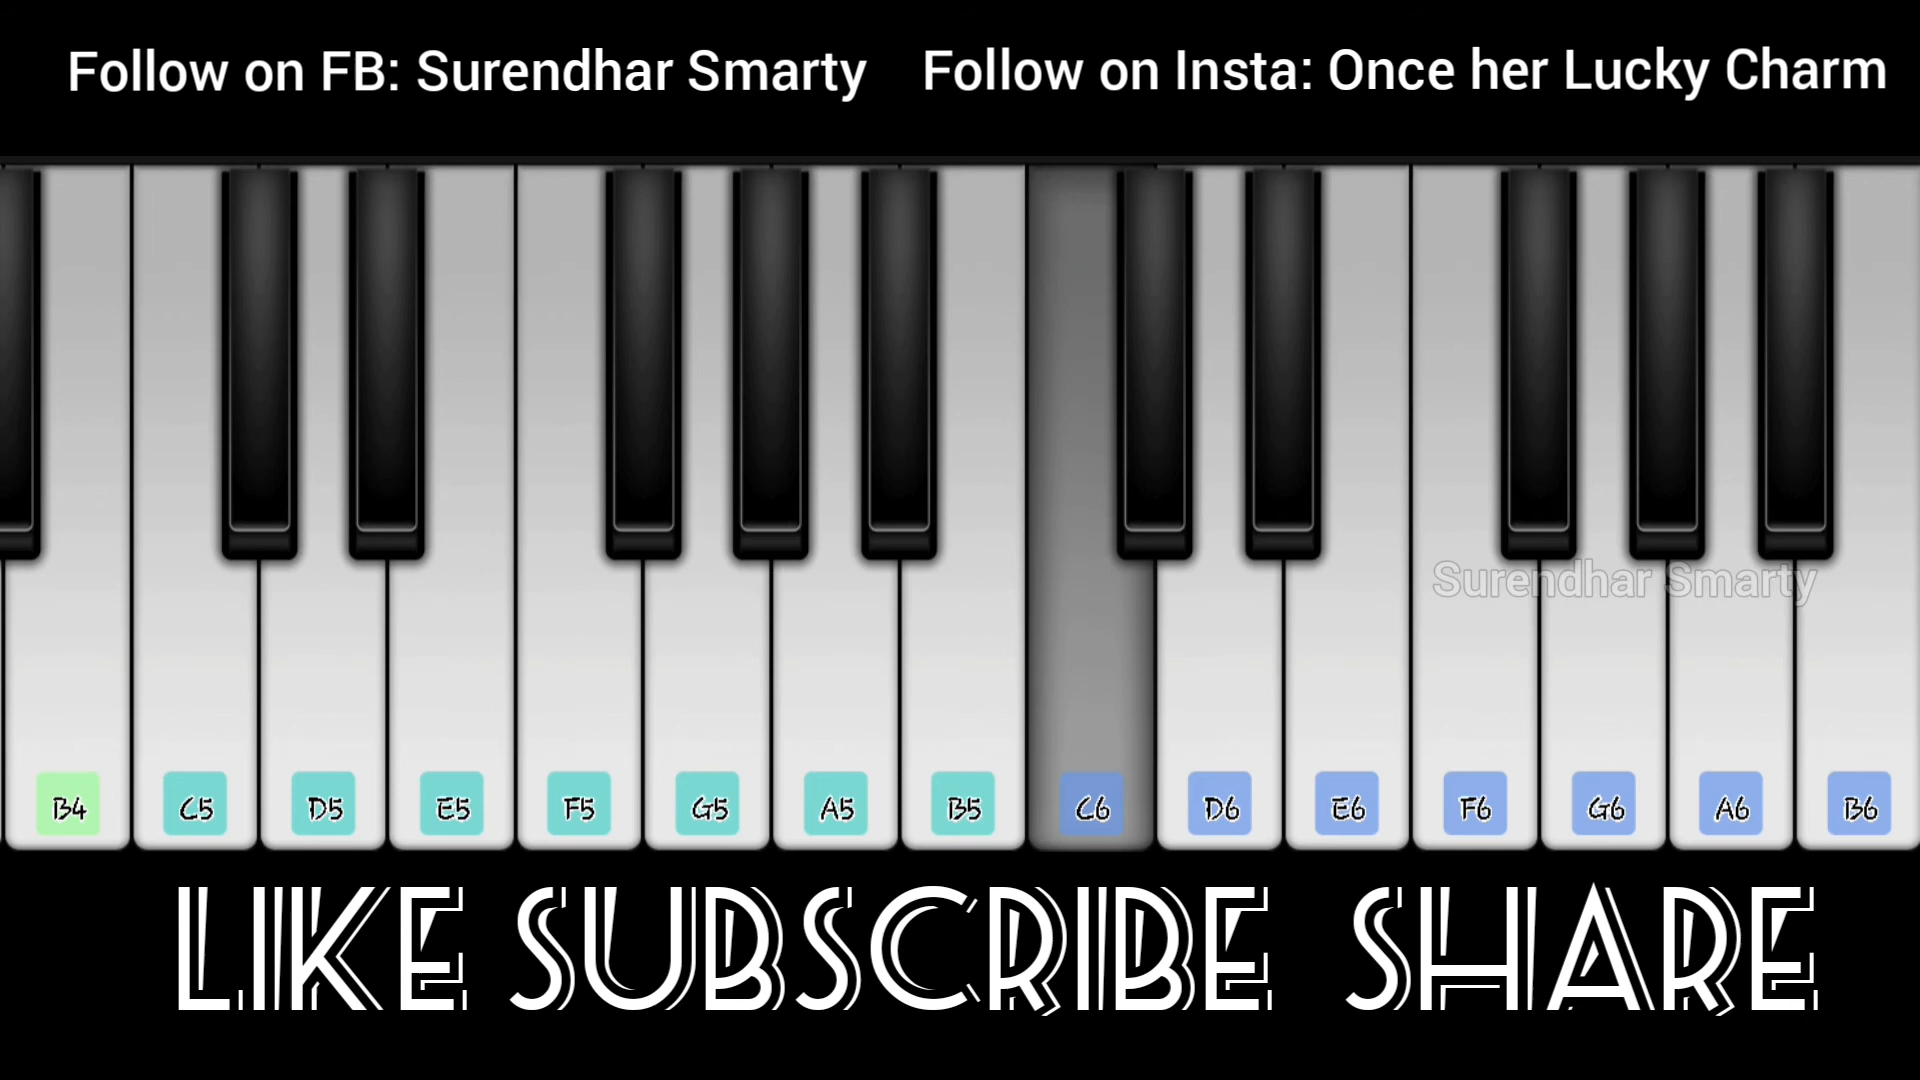 Follow on FB: Surendhar Smarty Follow on Insta: Once her Lucky Charm
Surendhar Smarty
B4 C5 D5 E5 F5 G5 A5 B5 C6 D6 E6 F6 G6 A6 B6
LIKE SUBSCRIBE SHARE